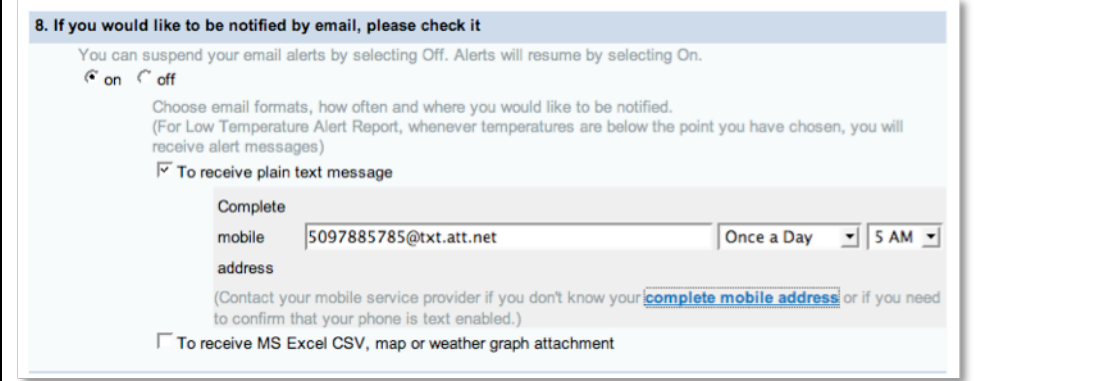 8. If you would like to be notified by email, please check it
You can suspend your email alerts by selecting Off. Alerts will resume by selecting On.
on off
Choose email formats, how often and where you would like to be notified.
(For Low Temperature Alert Report, whenever temperatures are below the point you have chosen, you will
receive alert messages)
To receive plain text message
Complete
mobile 5097885785@txt.att.net Once a Day 5 AM
address
(Contact your mobile service provider if you don't know your complete mobile address or if you need
to confirm that your phone is text enabled.)
To receive MS Excel CSV, map or weather graph attachment